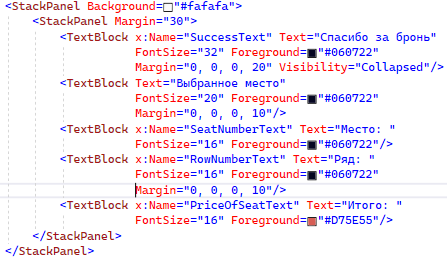 <StackPanel Background="#fafafa">
<StackPanel Margin="30">
<TextBlock x:Name="SuccessText" Text="Спасибо за бронь"
FontSize="32" Foreground="#060722"
Margin="0, 0, 0, 20" Visibility="Collapsed"/>
<TextBlock Text="Выбранное место"
FontSize="20" Foreground="#060722"
Margin="0, 0, 0, 10"/>
<TextBlock x:Name="SeatNumberText" Text="Место: "
FontSize="16" Foreground="#060722"/>
<TextBlock x:Name="RowNumberText" Text="Ряд: "
FontSize="16" Foreground="#060722"
Margin="0, 0, 0, 10"/>
<TextBlock x:Name="PriceOfSeatText" Text="Итого: "
FontSize="16" Foreground="#D75E55"/>
</StackPanel>
</StackPanel>